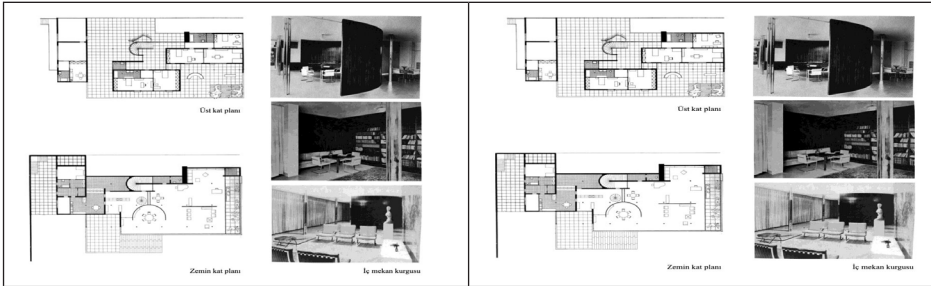 Üst kat planı
Zemin kat planı
İç mekan kurgusu
Üst kat planı
Zemin kat planı
İç mekan kurgusu